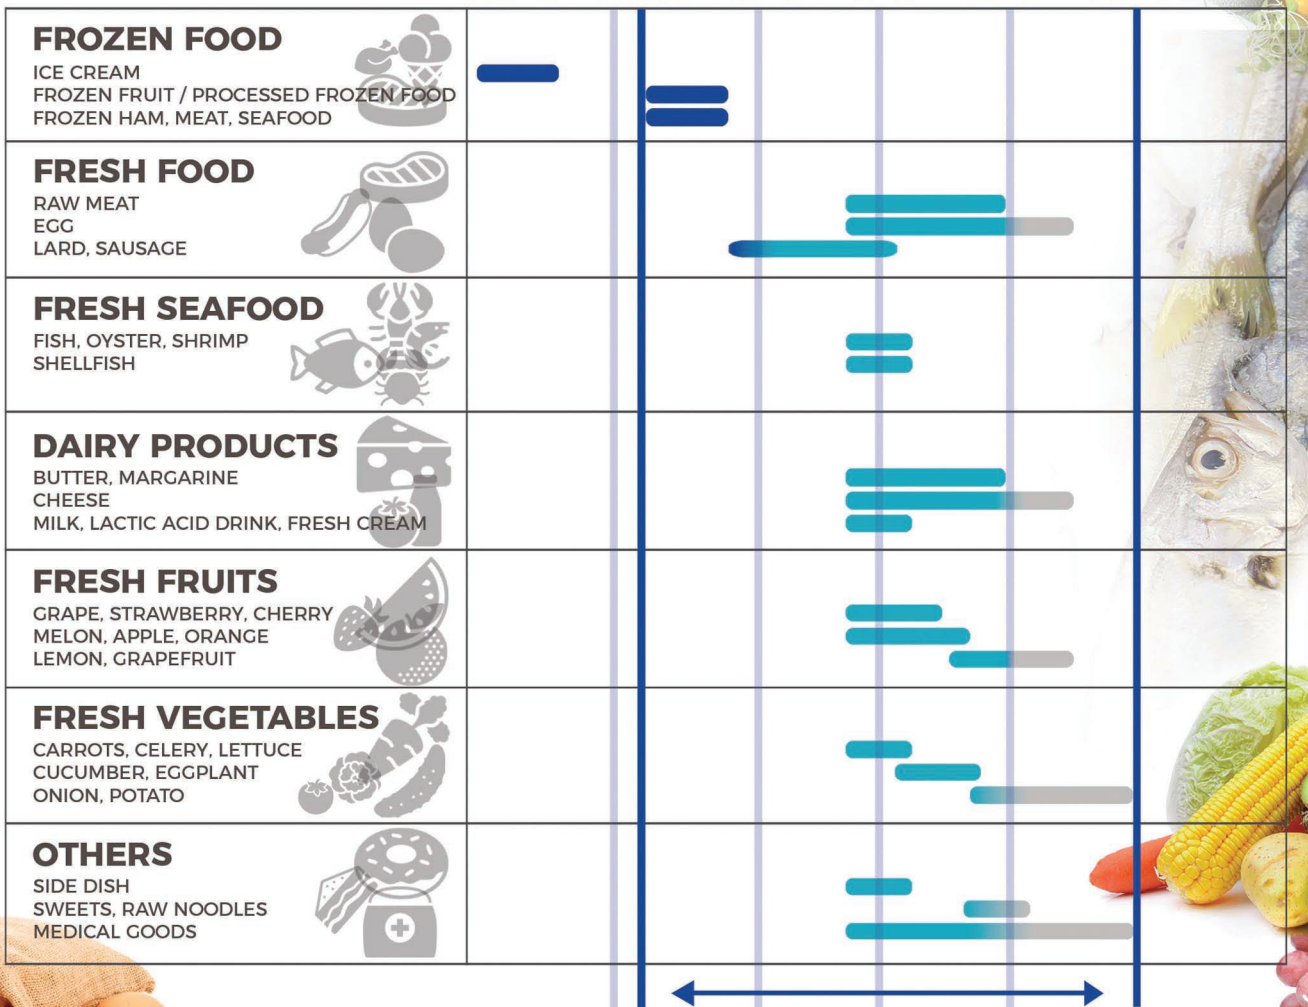 FROZEN FOOD
ICE CREAM
FROZEN FRUIT / PROCESSED FROZEN FOOD
FROZEN HAM, MEAT, SEAFOOD
FRESH FOOD
RAW MEAT
EGG
LARD, SAUSAGE
FRESH SEAFOOD
FISH, OYSTER, SHRIMP
SHELLFISH
DAIRY PRODUCTS
BUTTER, MARGARINE
CHEESE
MILK, LACTIC ACID DRINK, FRESH CREAM
FRESH FRUITS
GRAPE, STRAWBERRY, CHERRY
MELON, APPLE, ORANGE
LEMON, GRAPEFRUIT
FRESH VEGETABLES
CARROTS, CELERY, LETTUCE
CUCUMBER, EGGPLANT
ONION, POTATO
OTHERS
SIDE DISH
SWEETS, RAW NOODLES
MEDICAL GOODS